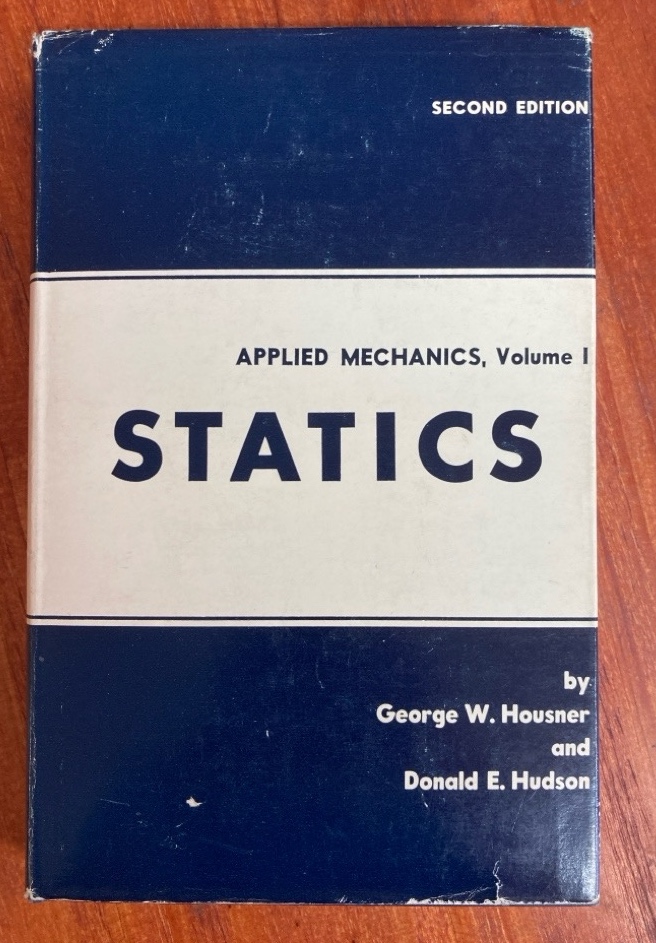 SECOND EDITION
APPLIED MECHANICS, Volume I
STATICS
by
George W. Housner
and
Donald E. Hudson